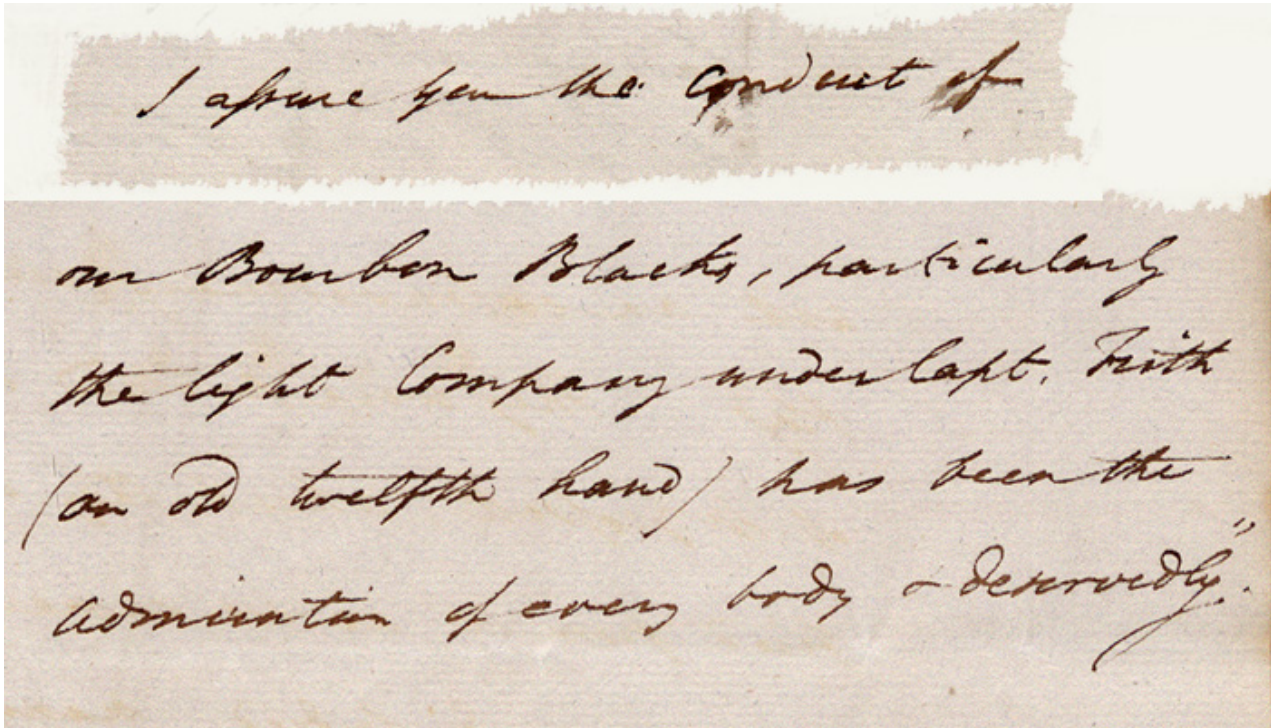 I assure you the conduct of
our Bourbon Blacks, particularly
the light Company under Capt. Frith
(an old twelfth hand) has been the
admiration of every body & deservedly."